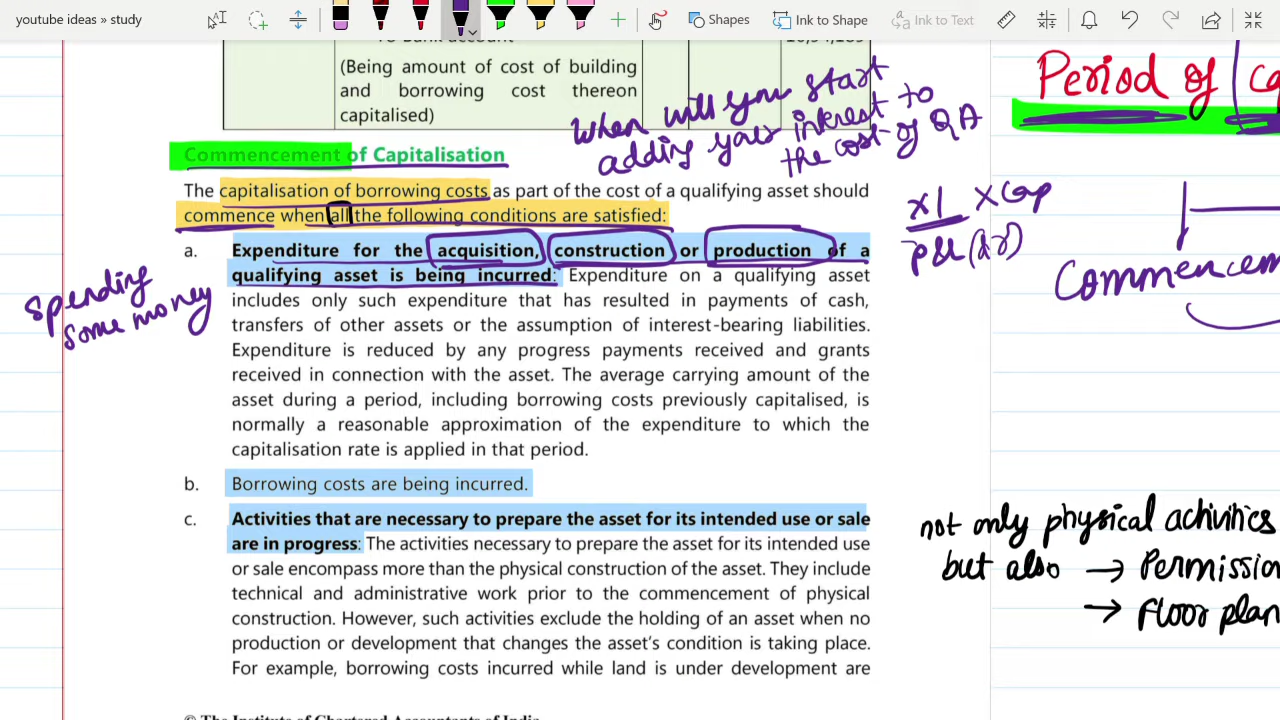 youtube ideas » study
Shapes
Ink to Shape
Ink to Text
(Being amount of cost of building
and borrowing cost thereon
capitalised)
When will you start
adding your interest to
the cost of QA
Period of
Commencement of Capitalisation
The capitalisation of borrowing costs as part of the cost of a qualifying asset should
commence when all the following conditions are satisfied:
a. Expenditure for the acquisition, construction or production of a
qualifying asset is being incurred: Expenditure on a qualifying asset
includes only such expenditure that has resulted in payments of cash,
transfers of other assets or the assumption of interest-bearing liabilities.
Expenditure is reduced by any progress payments received and grants
received in connection with the asset. The average carrying amount of the
asset during a period, including borrowing costs previously capitalised, is
normally a reasonable approximation of the expenditure to which the
capitalisation rate is applied in that period.
spending
some money
b. Borrowing costs are being incurred.
c. Activities that are necessary to prepare the asset for its intended use or sale
are in progress: The activities necessary to prepare the asset for its intended use
or sale encompass more than the physical construction of the asset. They include
technical and administrative work prior to the commencement of physical
construction. However, such activities exclude the holding of an asset when no
production or development that changes the asset's condition is taking place.
For example, borrowing costs incurred while land is under development are
not only physical activities
but also → Permission
→ Floor plan
© The Institute of Chartered Accountants of India